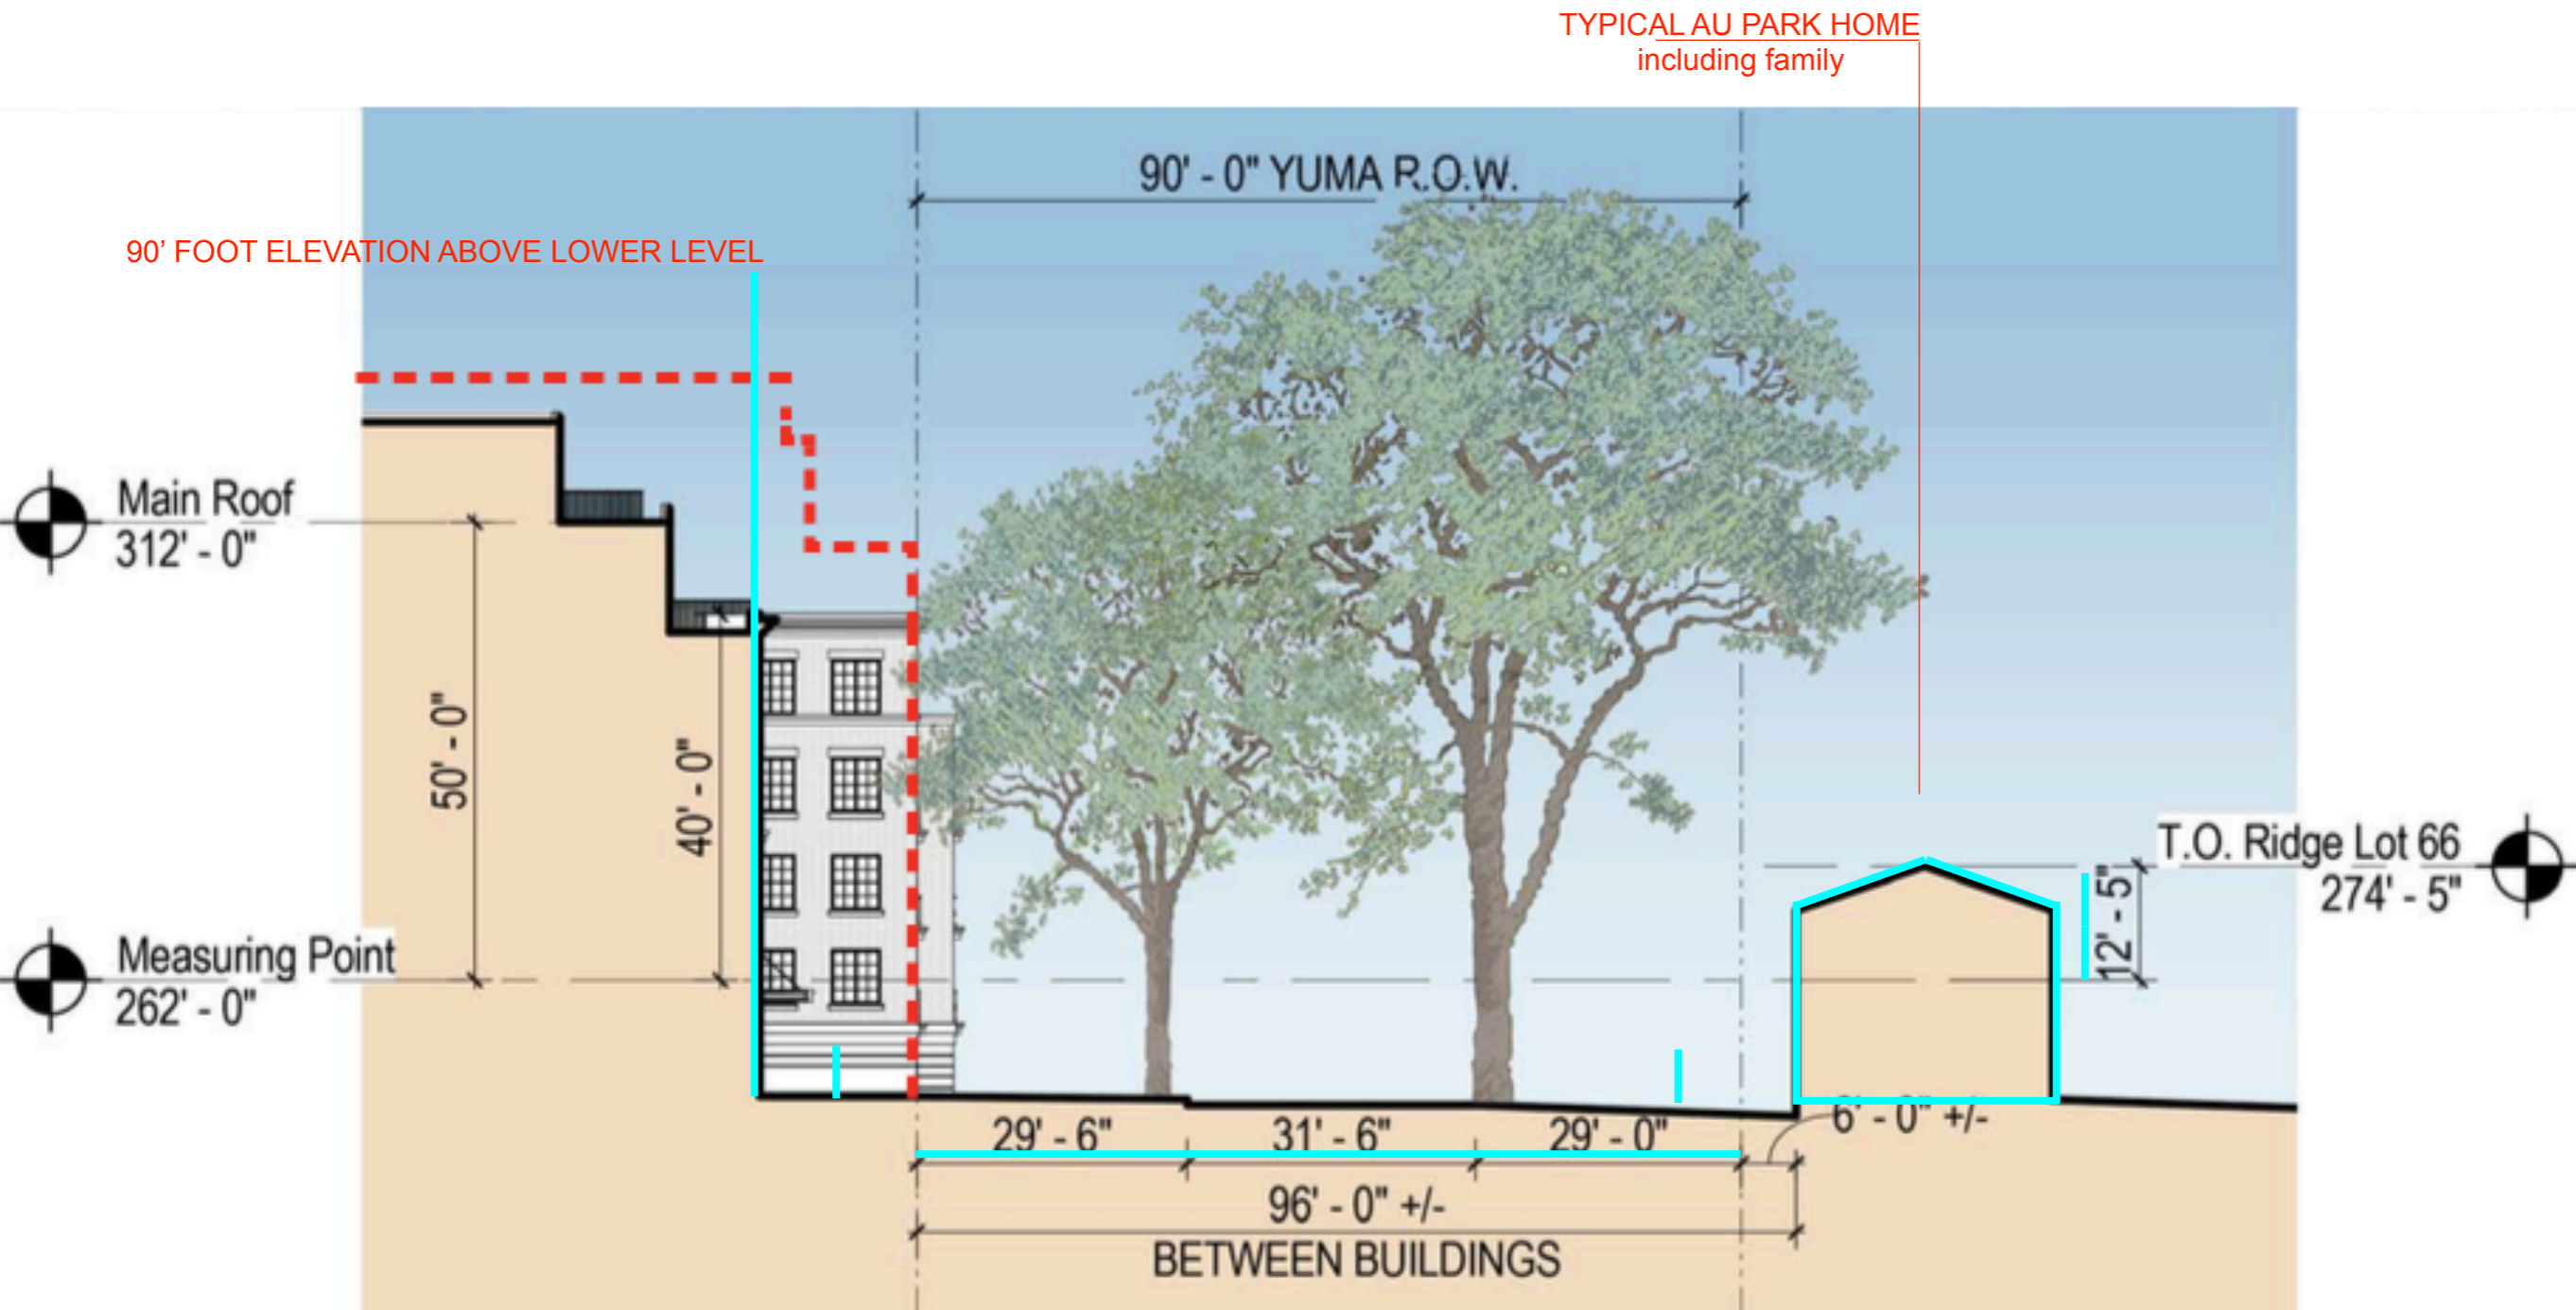 TYPICAL AU PARK HOME
including family
90' - 0" YUMA R.O.W.
90’ FOOT ELEVATION ABOVE LOWER LEVEL
Main Roof
312' - 0"
50' - 0"
40' - 0"
Measuring Point
262' - 0"
T.O. Ridge Lot 66
274' - 5"
12' - 5"
29' - 6"
31' - 6"
29' - 0"
6' - 0" +/-
96' - 0" +/-
BETWEEN BUILDINGS